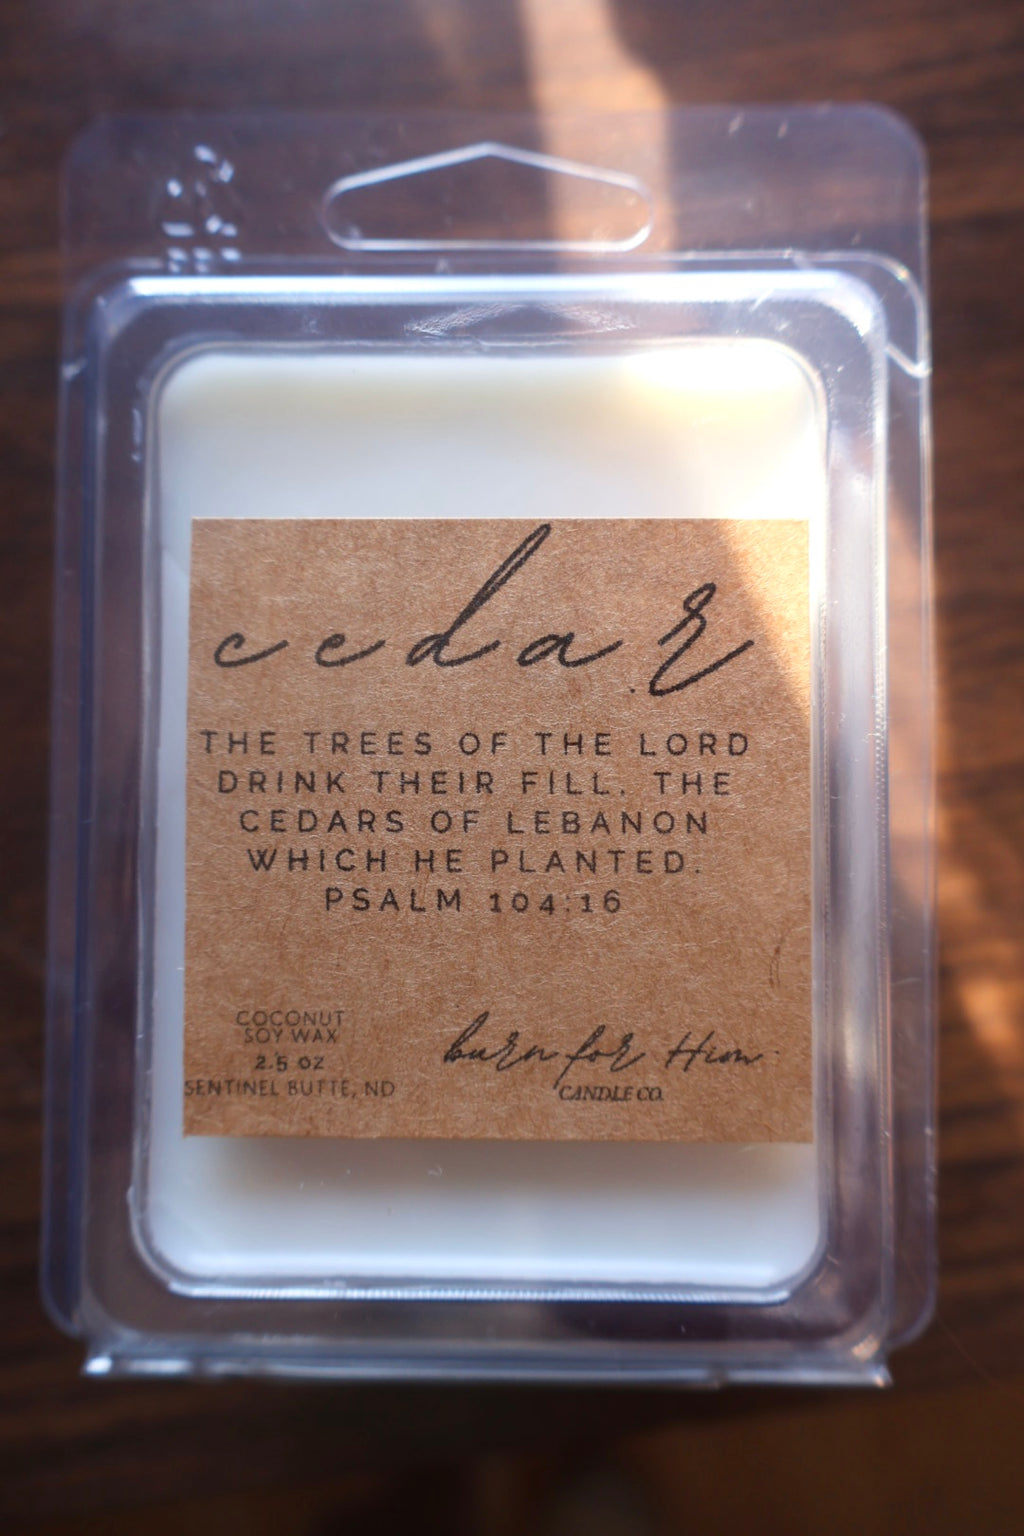 cedar
THE TREES OF THE LORD
DRINK THEIR FILL. THE
CEDARS OF LEBANON
WHICH HE PLANTED.
PSALM 104:16
COCONUT
SOY WAX
2.5 OZ
SENTINEL BUTTE, ND
burn for Him
CANDLE CO.